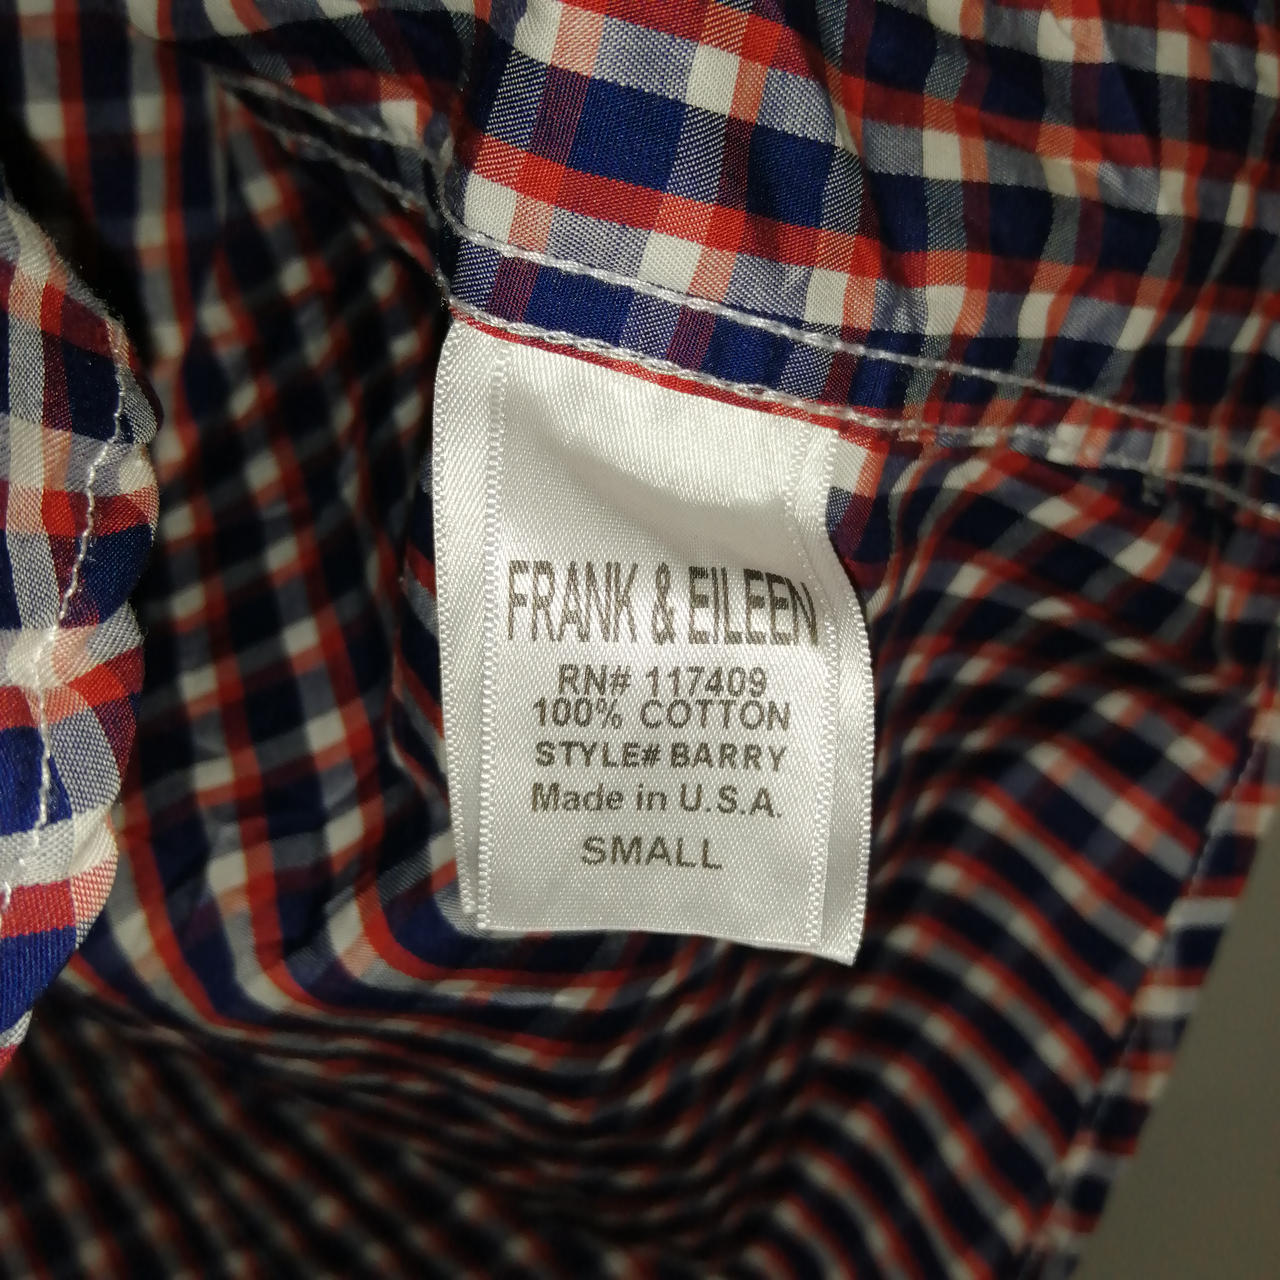 FRANK & EILEEN
RN# 117409
100% COTTON
STYLE# BARRY
Made in U.S.A.
SMALL